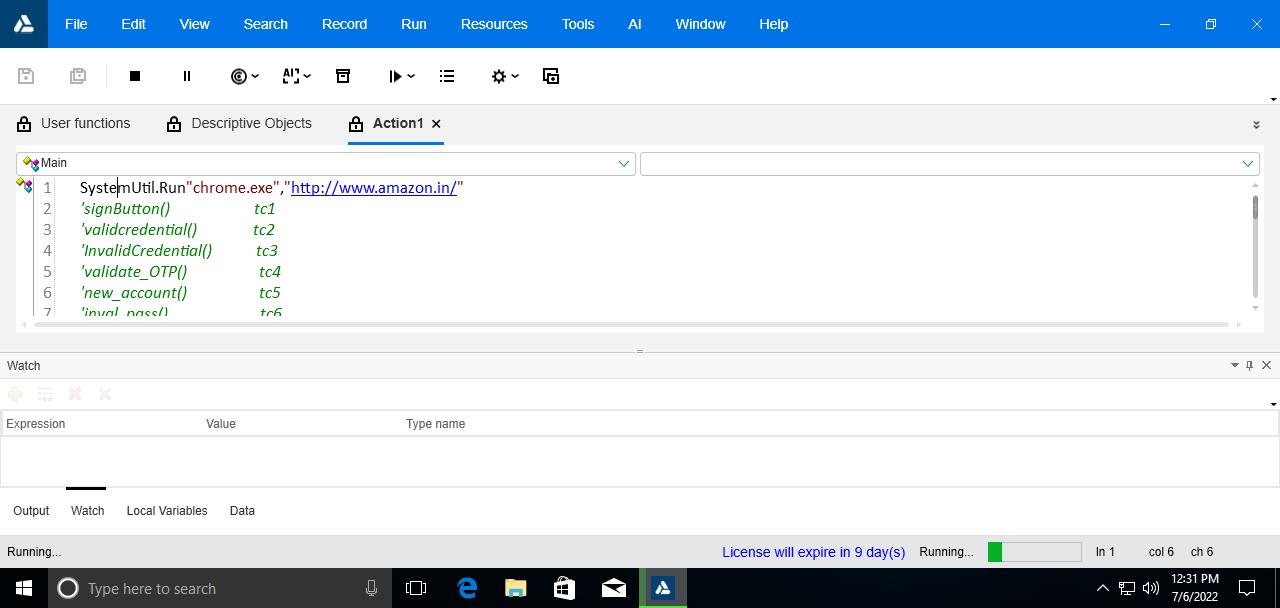 File Edit View Search Record Run Resources Tools AI Window Help
AI
User functions Descriptive Objects Action1
Main
1 SystemUtil.Run"chrome.exe","http://www.amazon.in/"
2 'signButton() tc1
3 'validcredential() tc2
4 'InvalidCredential() tc3
5 'validate_OTP() tc4
6 'new_account() tc5
7 'inval_pass() tc6
Watch
Expression Value Type name
Output Watch Local Variables Data
Running... License will expire in 9 day(s) Running... ln 1 col 6 ch 6
Type here to search
12:31 PM
7/6/2022